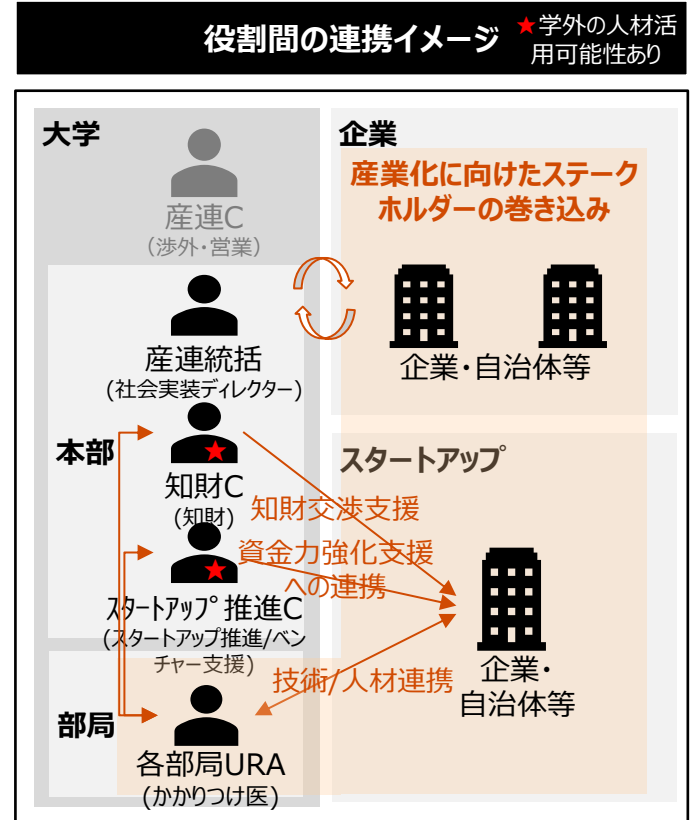 役割間の連携イメージ
★学外の人材活
用可能性あり
大学
産連C
(渉外・営業)
産連統括
(社会実装ディレクター)
本部
知財C
(知財)
スタートアップ推進C
(スタートアップ推進/ベン
チャー支援)
部局
各部局URA
(かかりつけ医)
企業
産業化に向けたステーク
ホルダーの巻き込み
企業・自治体等
スタートアップ
知財交渉支援
資金力強化支援
への連携
技術/人材連携
企業・
自治体等